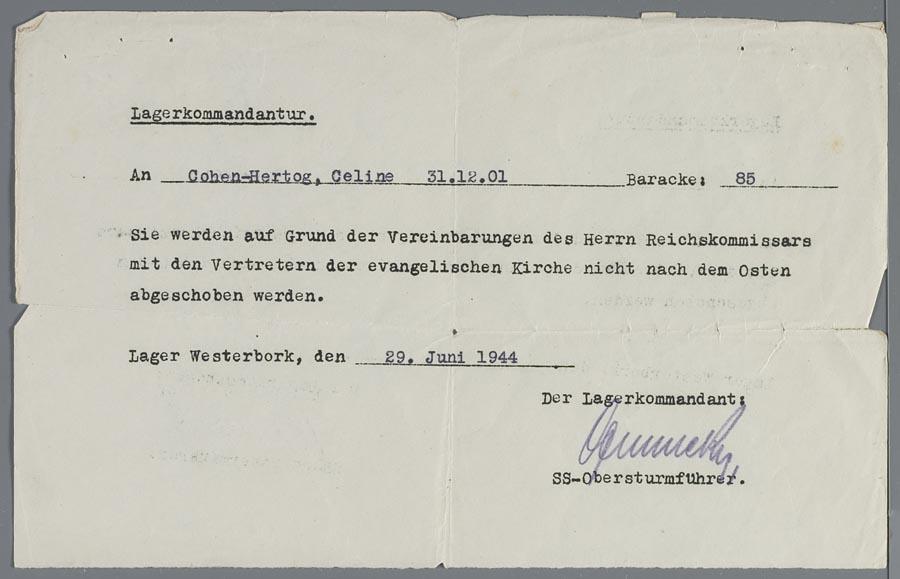 Lagerkommandantur.
An Cohen-Hertog, Celine 31.12.01 Baracke: 85
Sie werden auf Grund der Vereinbarungen des Herrn Reichskommissars
mit den Vertretern der evangelischen Kirche nicht nach dem Osten
abgeschoben werden.
Lager Westerbork, den 29. Juni 1944
Der Lagerkommandant:
Gemmeker
SS-Obersturmführer.